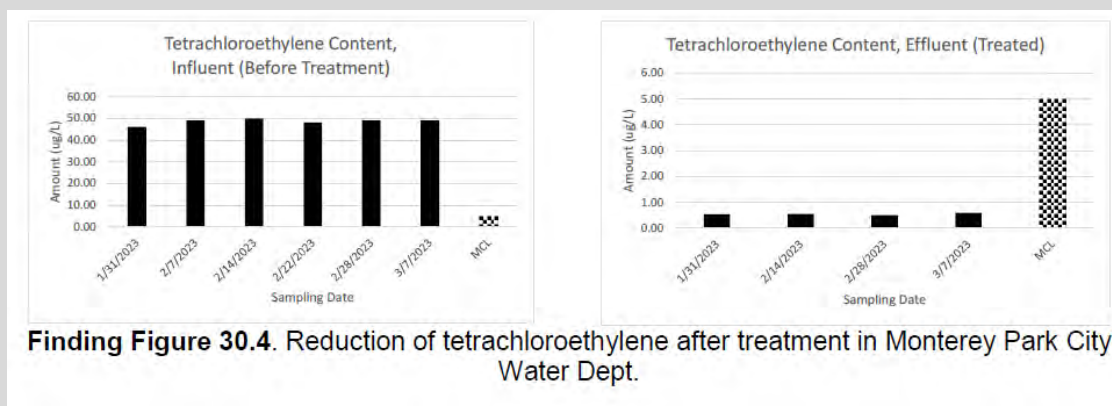 Tetrachloroethylene Content,
Influent (Before Treatment)
60.00
50.00
40.00
30.00
20.00
10.00
0.00
Amount (ug/L)
1/31/2023
2/7/2023
2/14/2023
2/22/2023
2/28/2023
3/7/2023
MCL
Sampling Date
Tetrachloroethylene Content, Effluent (Treated)
6.00
5.00
4.00
3.00
2.00
1.00
0.00
Amount (ug/L)
1/31/2023
2/14/2023
2/28/2023
3/7/2023
MCL
Sampling Date
Finding Figure 30.4. Reduction of tetrachloroethylene after treatment in Monterey Park City
Water Dept.